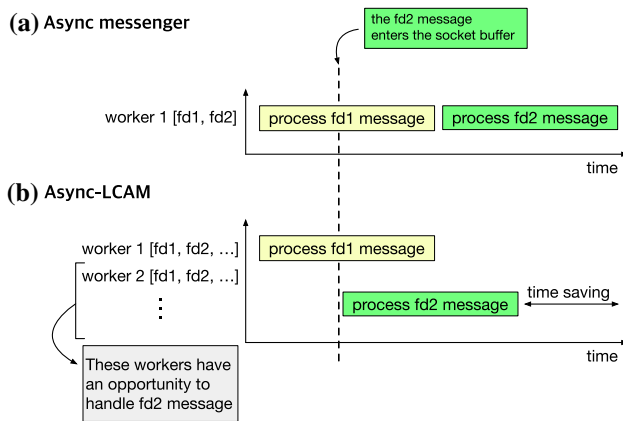 (a) Async messenger
the fd2 message
enters the socket buffer
worker 1 [fd1, fd2]
process fd1 message
process fd2 message
time
(b) Async-LCAM
worker 1 [fd1, fd2, …]
process fd1 message
worker 2 [fd1, fd2, …]
⋮
process fd2 message
time saving
time
These workers have
an opportunity to
handle fd2 message